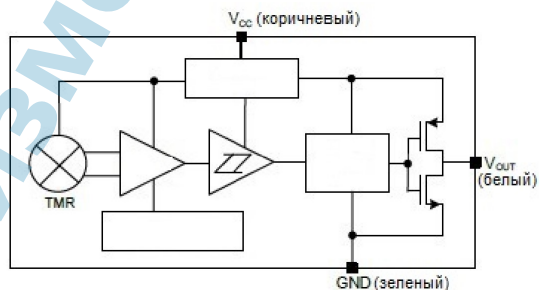 Vcc (коричневый)
TMR
VOUT
(белый)
GND (зеленый)